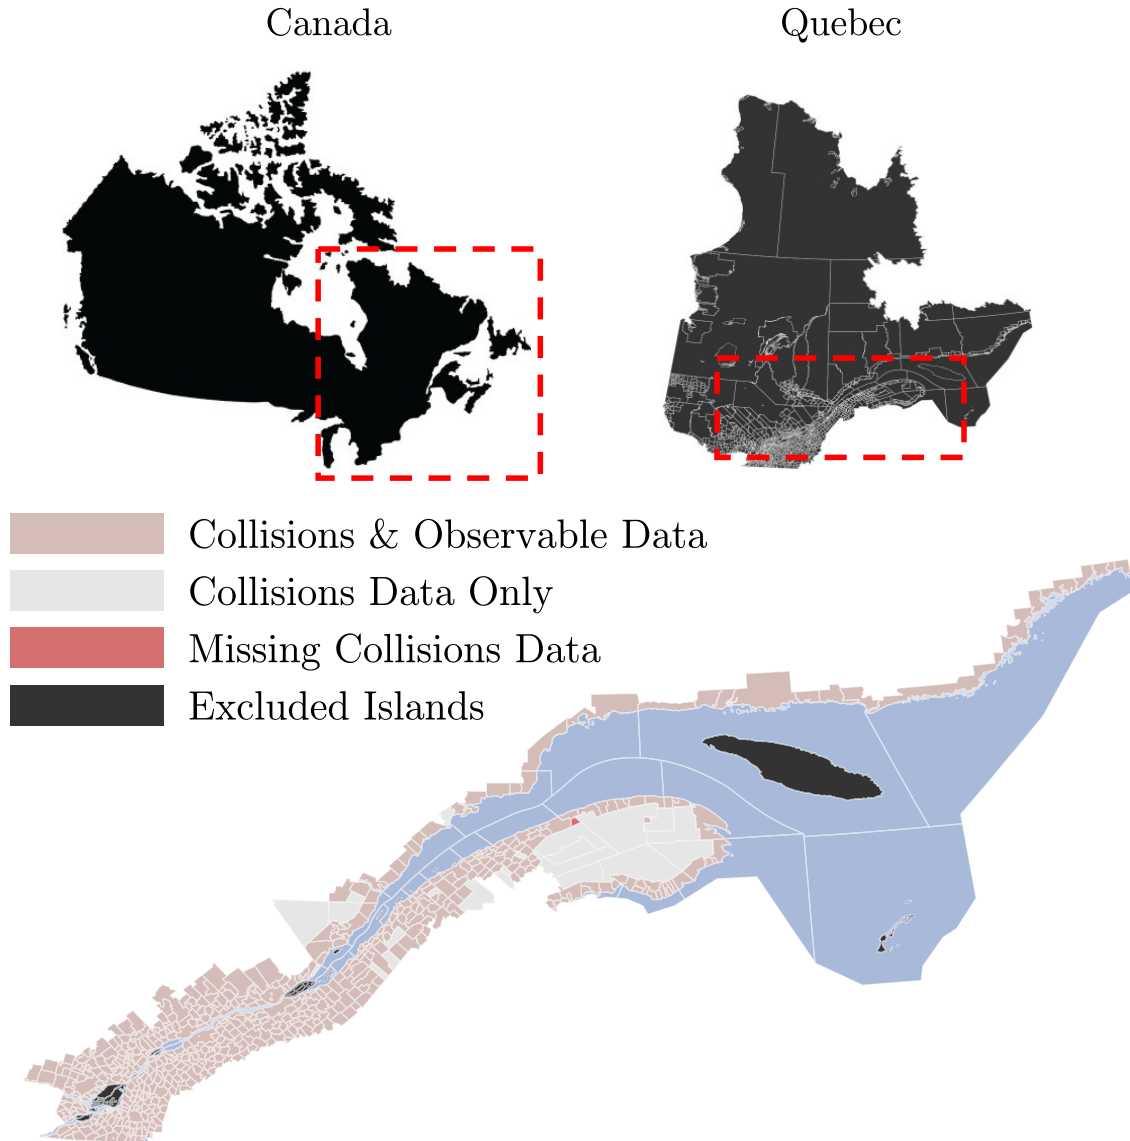 Canada
Quebec
Collisions & Observable Data
Collisions Data Only
Missing Collisions Data
Excluded Islands